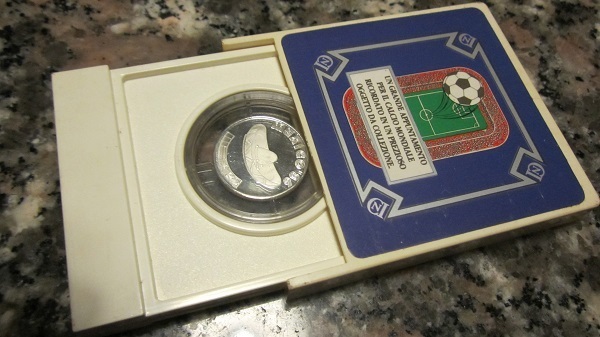 UN GRANDE APPUNTAMENTO
PER IL CALCIO MONDIALE
RICORDATO IN UN PREZIOSO
OGGETTO DA COLLEZIONE.